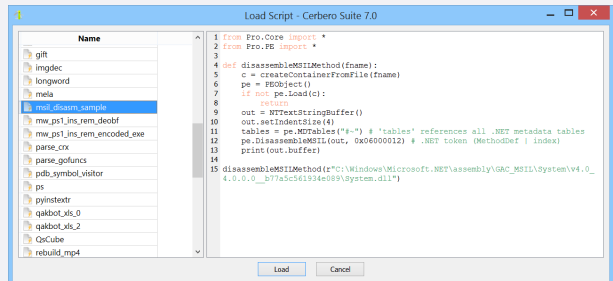 Load Script - Cerbero Suite 7.0
Name
gift
imgdec
longword
mela
msil_disasm_sample
mw_ps1_ins_rem_deobf
mw_ps1_ins_rem_encoded_exe
parse_crx
parse_gofuncs
pdb_symbol_visitor
ps
pyinstextr
qakbot_xls_0
qakbot_xls_2
QsCube
rebuild_mp4
1 from Pro.Core import *
2 from Pro.PE import *
3
4 def disassembleMSILMethod(fname):
5     c = createContainerFromFile(fname)
6     pe = PEObject()
7     if not pe.Load(c):
8         return
9     out = NTTextStringBuffer()
10     out.setIndentSize(4)
11     tables = pe.MDTables("#~") # 'tables' references all .NET metadata tables
12     pe.DisassembleMSIL(out, 0x06000012) # .NET token (MethodDef | index)
13     print(out.buffer)
14
15 disassembleMSILMethod(r"C:\Windows\Microsoft.NET\assembly\GAC_MSIL\System\v4.0_
4.0.0.0__b77a5c561934e089\System.dll")
Load
Cancel